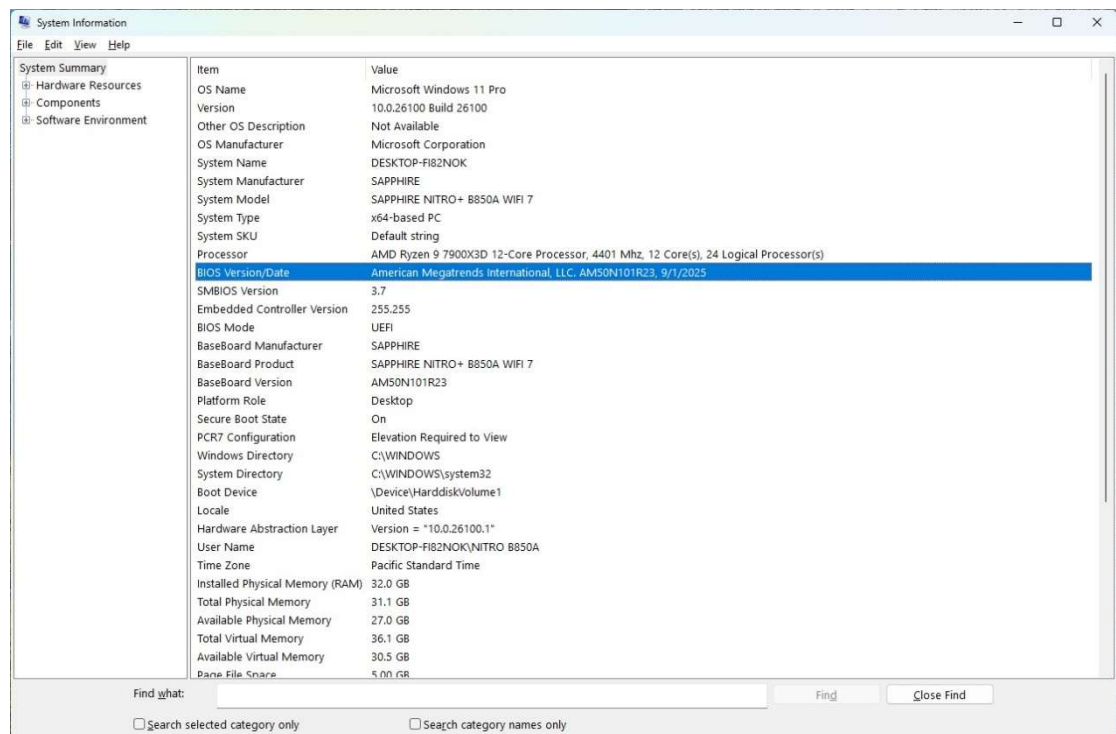 System Information
File Edit View Help
System Summary
Hardware Resources
Components
Software Environment
Item Value
OS Name Microsoft Windows 11 Pro
Version 10.0.26100 Build 26100
Other OS Description Not Available
OS Manufacturer Microsoft Corporation
System Name DESKTOP-FI82NOK
System Manufacturer SAPPHIRE
System Model SAPPHIRE NITRO+ B850A WIFI 7
System Type x64-based PC
System SKU Default string
Processor AMD Ryzen 9 7900X3D 12-Core Processor, 4401 Mhz, 12 Core(s), 24 Logical Processor(s)
BIOS Version/Date American Megatrends International, LLC. AM50N101R23, 9/1/2025
SMBIOS Version 3.7
Embedded Controller Version 255.255
BIOS Mode UEFI
BaseBoard Manufacturer SAPPHIRE
BaseBoard Product SAPPHIRE NITRO+ B850A WIFI 7
BaseBoard Version AM50N101R23
Platform Role Desktop
Secure Boot State On
PCR7 Configuration Elevation Required to View
Windows Directory C:\WINDOWS
System Directory C:\WINDOWS\system32
Boot Device \Device\HarddiskVolume1
Locale United States
Hardware Abstraction Layer Version = "10.0.26100.1"
User Name DESKTOP-FI82NOK\NITRO B850A
Time Zone Pacific Standard Time
Installed Physical Memory (RAM) 32.0 GB
Total Physical Memory 31.1 GB
Available Physical Memory 27.0 GB
Total Virtual Memory 36.1 GB
Available Virtual Memory 30.5 GB
Page File Space 5.00 GB
Find what: Find Close Find
Search selected category only Search category names only